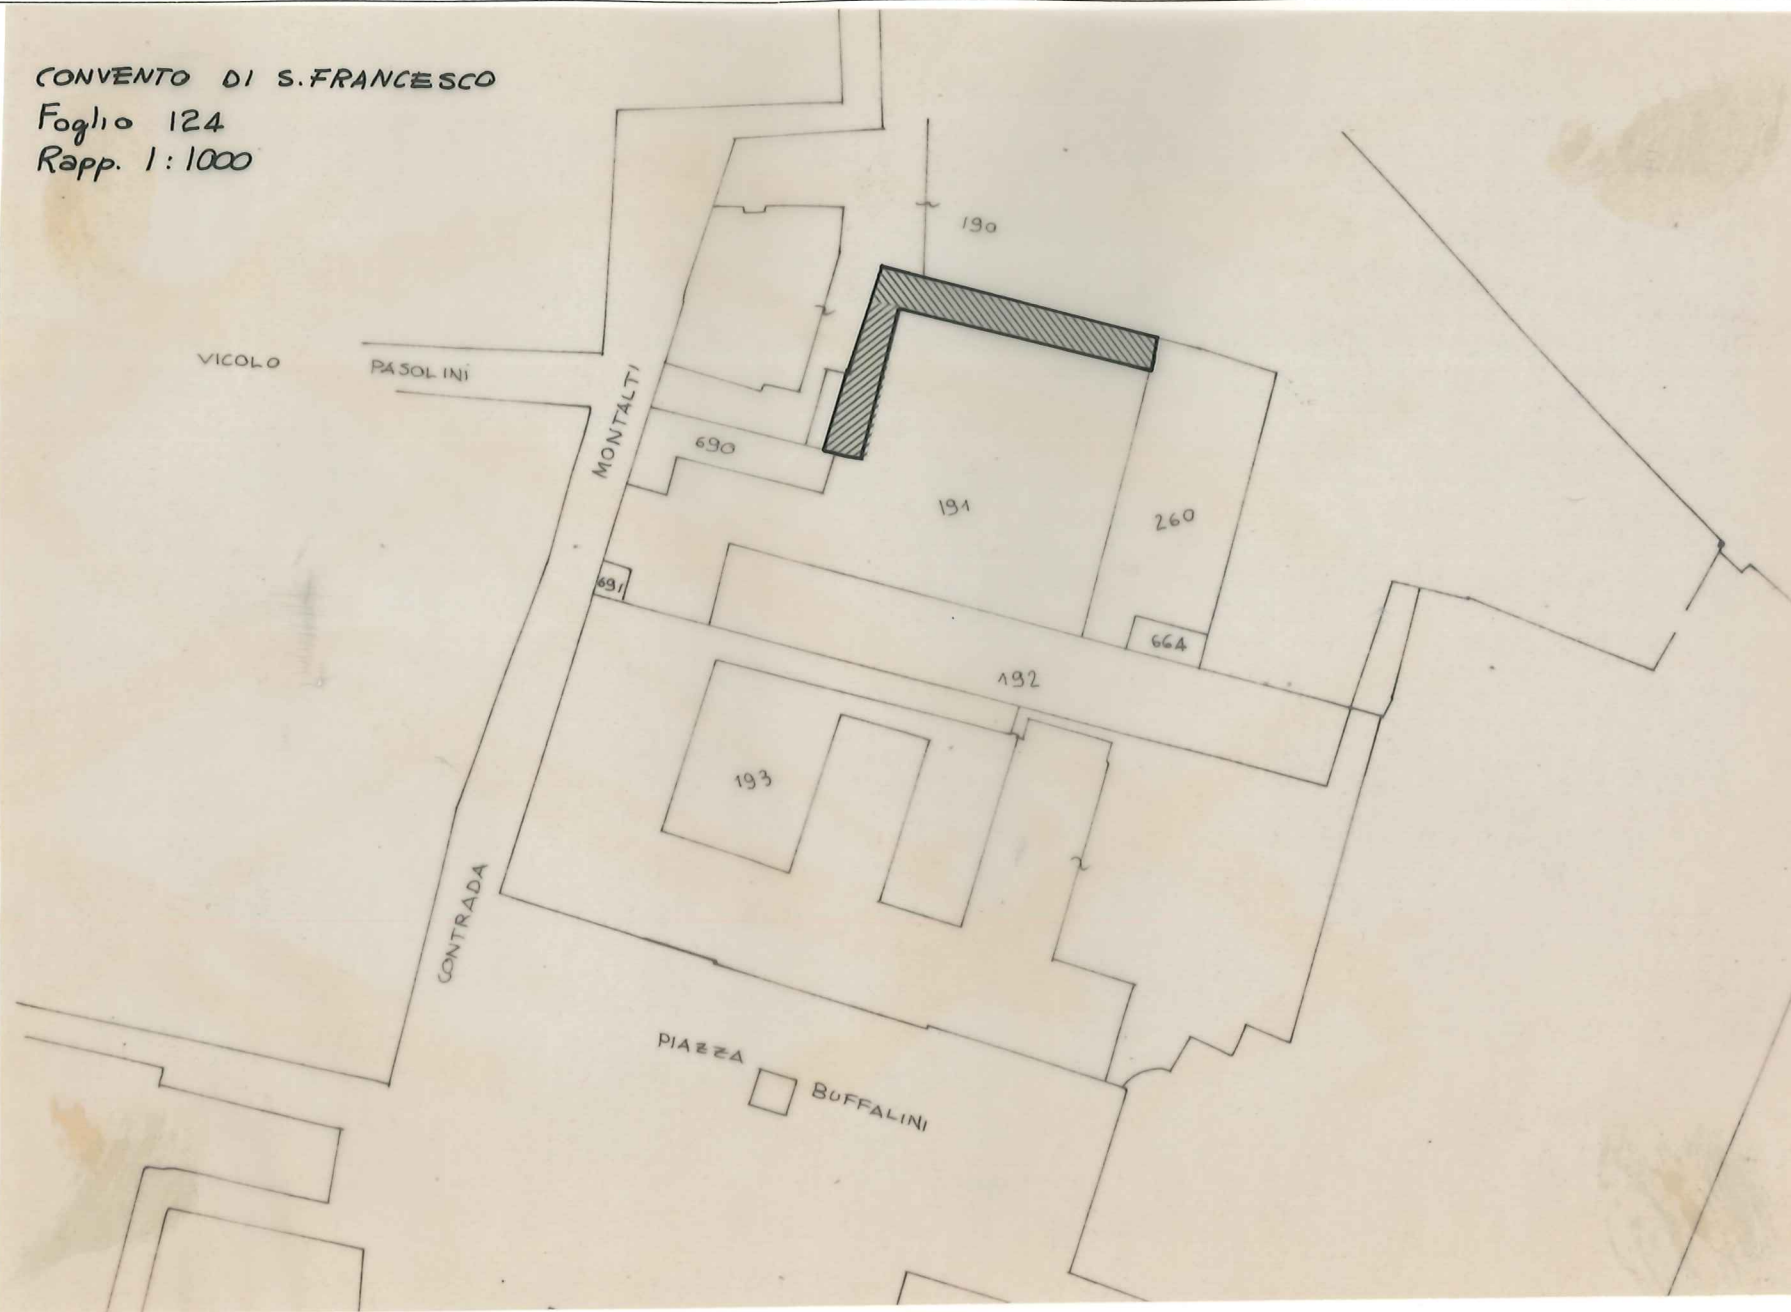 CONVENTO DI S. FRANCESCO
Foglio 124
Rapp. 1:1000
190
VICOLO PASOLINI
MONTALTI
690
191
260
691
664
192
193
CONTRADA
PIAZZA BUFFALINI